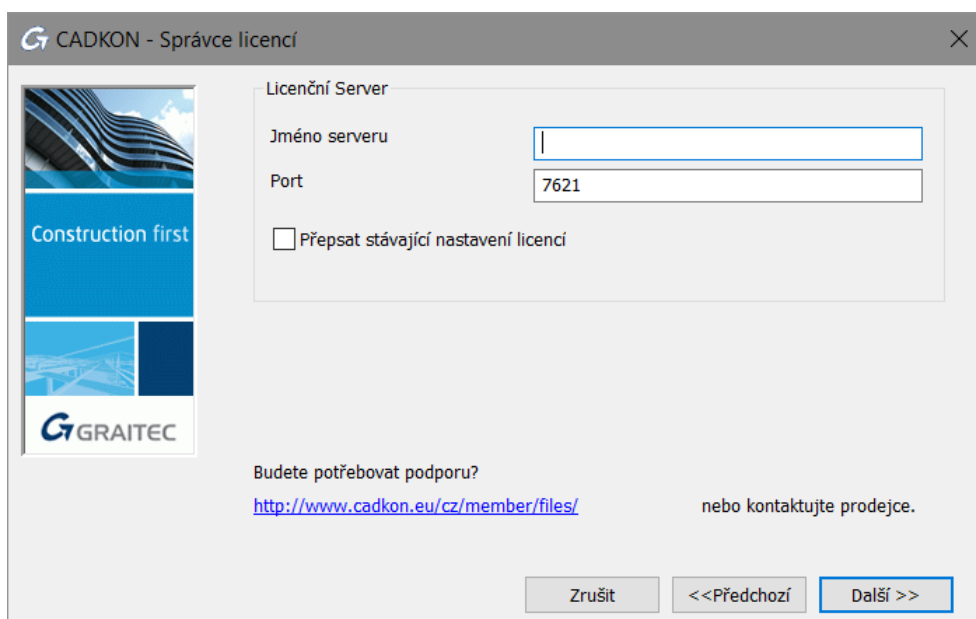 CADKON - Správce licencí
Licenční Server
Jméno serveru
Port
7621
Přepsat stávající nastavení licencí
Construction first
GRAITEC
Budete potřebovat podporu?
http://www.cadkon.eu/cz/member/files/ nebo kontaktujte prodejce.
Zrušit <<Předchozí Další >>